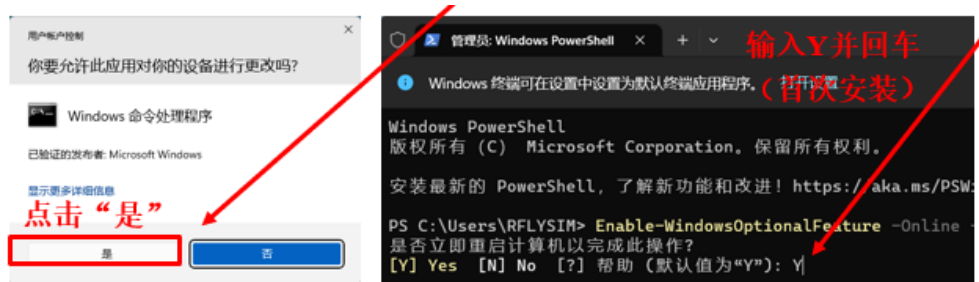 用户帐户控制
你要允许此应用对你的设备进行更改吗?
Windows 命令处理程序
已验证的发布者: Microsoft Windows
显示更多详细信息
点击“是”
是
否
管理员: Windows PowerShell
输入Y并回车
(首次安装)
Windows 终端可在设置中设置为默认终端应用程序。 打开设置
Windows PowerShell
版权所有 (C) Microsoft Corporation。保留所有权利。
安装最新的 PowerShell,了解新功能和改进!https://aka.ms/PSWi
PS C:\Users\RFLYSIM> Enable-WindowsOptionalFeature -Online -
是否立即重启计算机以完成此操作?
[Y] Yes [N] No [?] 帮助 (默认值为“Y”): Y